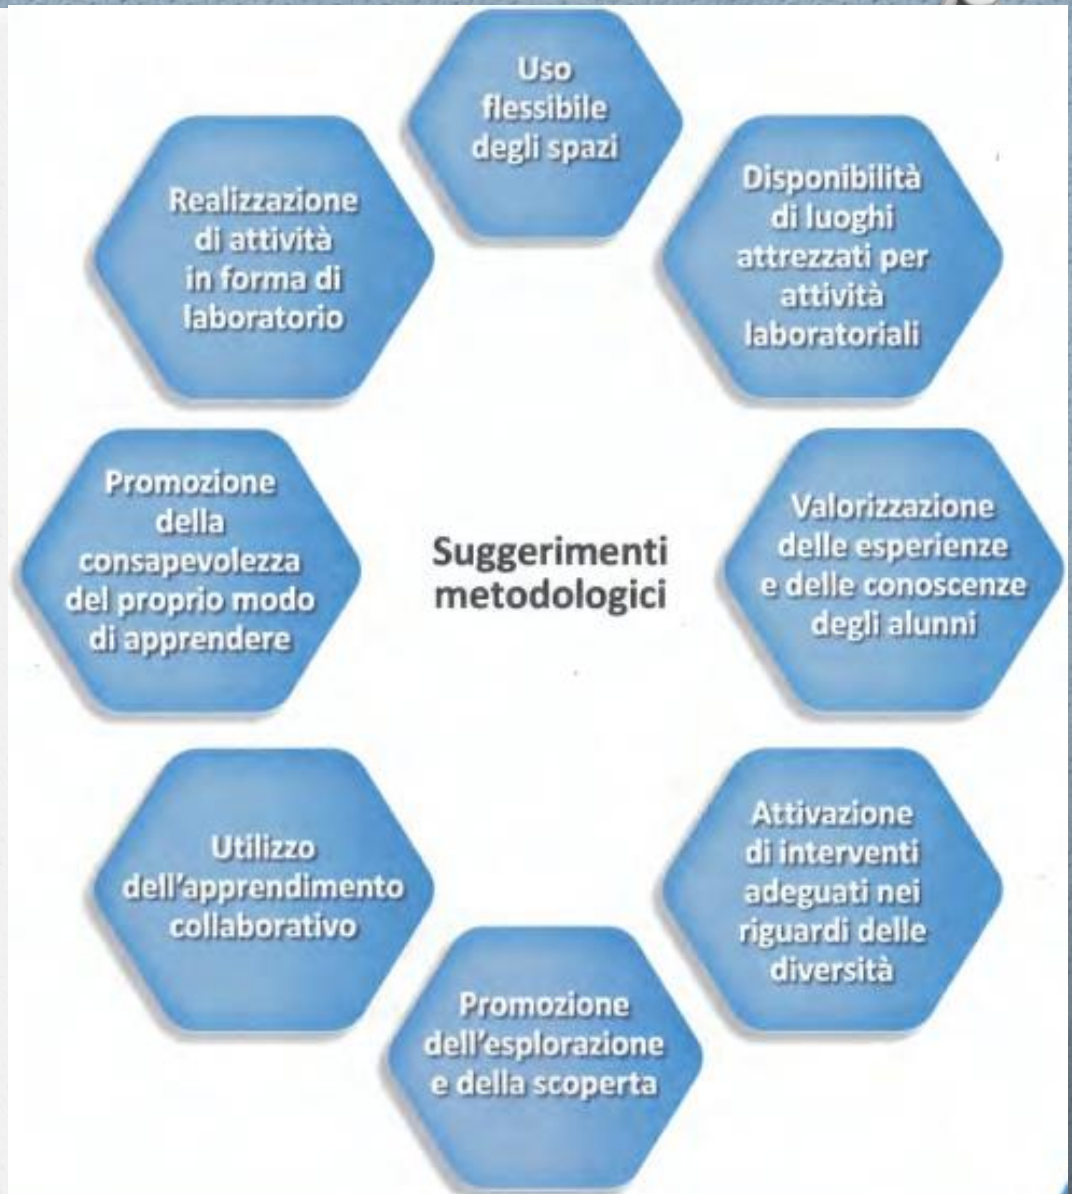 Uso
flessibile
degli spazi
Disponibilità
di luoghi
attrezzati per
attività
laboratoriali
Valorizzazione
delle esperienze
e delle conoscenze
degli alunni
Attivazione
di interventi
adeguati nei
riguardi delle
diversità
Promozione
dell'esplorazione
e della scoperta
Utilizzo
dell'apprendimento
collaborativo
Promozione
della
consapevolezza
del proprio modo
di apprendere
Realizzazione
di attività
in forma di
laboratorio
Suggerimenti
metodologici